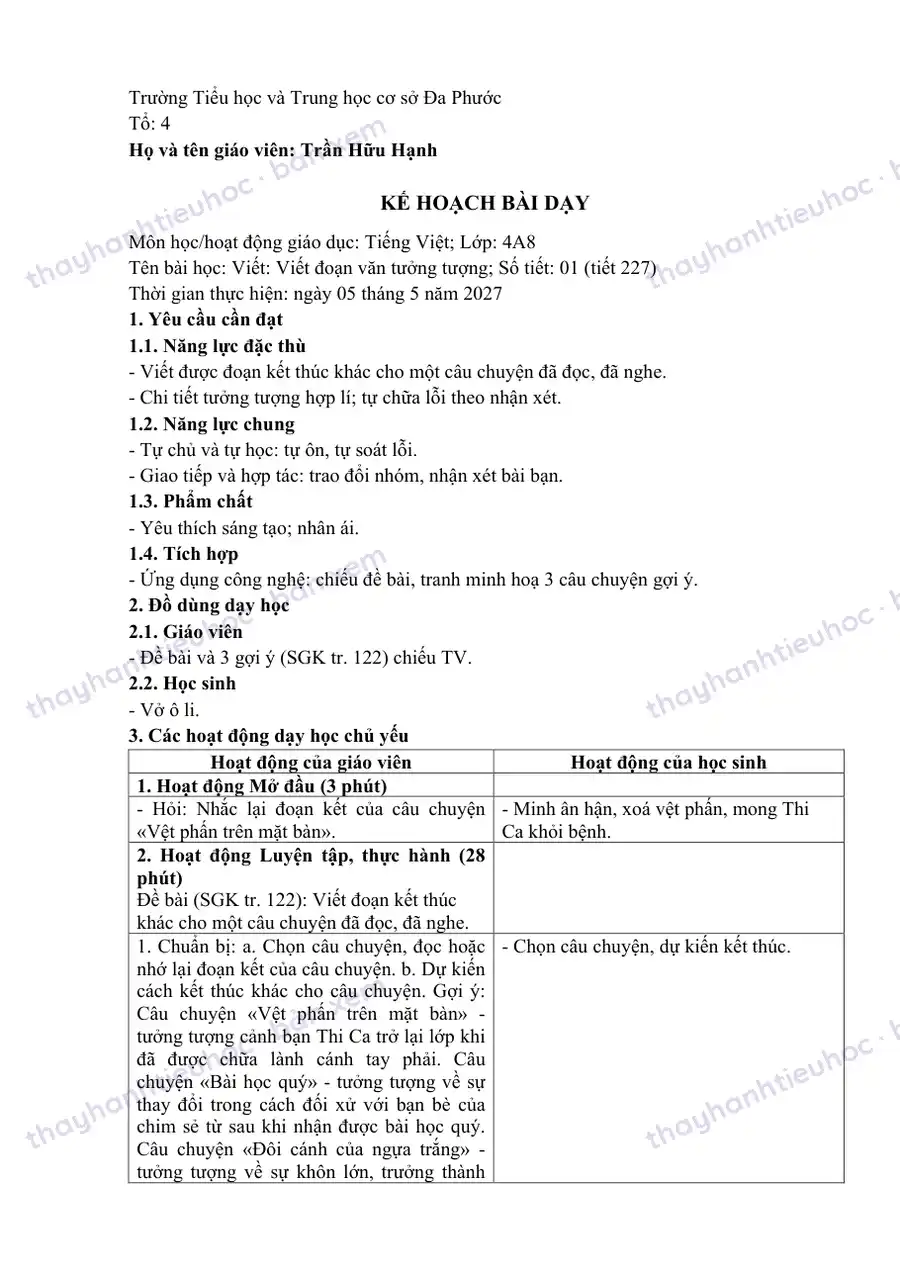 Trường Tiểu học và Trung học cơ sở Đa Phước
Tổ: 4
Họ và tên giáo viên: Trần Hữu Hạnh
KẾ HOẠCH BÀI DẠY
Môn học/hoạt động giáo dục: Tiếng Việt; Lớp: 4A8
Tên bài học: Viết: Viết đoạn văn tưởng tượng; Số tiết: 01 (tiết 227)
Thời gian thực hiện: ngày 05 tháng 5 năm 2027
1. Yêu cầu cần đạt
1.1. Năng lực đặc thù
- Viết được đoạn kết thúc khác cho một câu chuyện đã đọc, đã nghe.
- Chi tiết tưởng tượng hợp lí; tự chữa lỗi theo nhận xét.
1.2. Năng lực chung
- Tự chủ và tự học: tự ôn, tự soát lỗi.
- Giao tiếp và hợp tác: trao đổi nhóm, nhận xét bài bạn.
1.3. Phẩm chất
- Yêu thích sáng tạo; nhân ái.
1.4. Tích hợp
- Ứng dụng công nghệ: chiếu đề bài, tranh minh hoạ 3 câu chuyện gợi ý.
2. Đồ dùng dạy học
2.1. Giáo viên
- Đề bài và 3 gợi ý (SGK tr. 122) chiếu TV.
2.2. Học sinh
- Vở ô li.
3. Các hoạt động dạy học chủ yếu
Hoạt động của giáo viên
Hoạt động của học sinh
1. Hoạt động Mở đầu (3 phút)
- Hỏi: Nhắc lại đoạn kết của câu chuyện
«Vệt phấn trên mặt bàn».
- Minh ân hận, xoá vệt phấn, mong Thi
Ca khỏi bệnh.
2. Hoạt động Luyện tập, thực hành (28
phút)
Đề bài (SGK tr. 122): Viết đoạn kết thúc
khác cho một câu chuyện đã đọc, đã nghe.
1. Chuẩn bị: a. Chọn câu chuyện, đọc hoặc
nhớ lại đoạn kết của câu chuyện. b. Dự kiến
cách kết thúc khác cho câu chuyện. Gợi ý:
Câu chuyện «Vệt phấn trên mặt bàn» -
tưởng tượng cảnh bạn Thi Ca trở lại lớp khi
đã được chữa lành cánh tay phải. Câu
chuyện «Bài học quý» - tưởng tượng về sự
thay đổi trong cách đối xử với bạn bè của
chim sẻ từ sau khi nhận được bài học quý.
Câu chuyện «Đôi cánh của ngựa trắng» -
tưởng tượng về sự khôn lớn, trưởng thành
- Chọn câu chuyện, dự kiến kết thúc.
thayhanhtieuhoc · bản xem
thayhanhtieuhoc · b
thayhanhtieuhoc · bản xem
thayhanhtieuhoc · b
thayhanhtieuhoc · bản xem
thayhanhtieuhoc · b